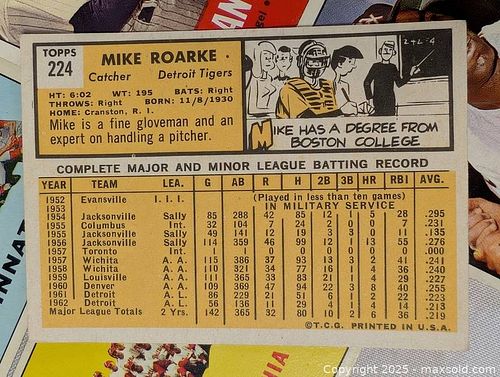 TOPPS
224
MIKE ROARKE •
Catcher Detroit Tigers
HT: 6:02 WT: 195 BATS: Right
THROWS: Right BORN: 11/8/1930
HOME: Cranston, R. I.
Mike is a fine gloveman and an
expert on handling a pitcher.
2+2=4
MIKE HAS A DEGREE FROM
BOSTON COLLEGE.
COMPLETE MAJOR AND MINOR LEAGUE BATTING RECORD
YEAR TEAM LEA. G AB R H 2B 3B HR RBI AVG.
1952 Evansville I. I. I. (Played in less than ten games)
1953 IN MILITARY SERVICE
1954 Jacksonville Sally 85 288 42 85 12 1 5 28 .295
1955 Columbus Int. 32 104 7 24 2 0 0 7 .231
1955 Jacksonville Sally 49 141 12 19 3 3 0 11 .135
1956 Jacksonville Sally 114 359 46 99 12 1 13 55 .276
1957 Toronto Int. 1 1 0 0 0 0 0 0 .000
1957 Wichita A. A. 115 386 37 93 13 3 2 41 .241
1958 Wichita A. A. 110 321 34 77 16 1 4 36 .240
1959 Louisville A. A. 111 365 33 83 21 1 4 29 .227
1960 Denver A. A. 109 369 47 94 22 3 8 40 .255
1961 Detroit A. L. 86 229 21 51 6 1 2 22 .223
1962 Detroit A. L. 56 136 11 29 4 1 4 14 .213
Major League Totals 2 Yrs. 142 365 32 80 10 2 6 36 .219
©T.C.G. PRINTED IN U.S.A.
Copyright 2025 - maxsold.com